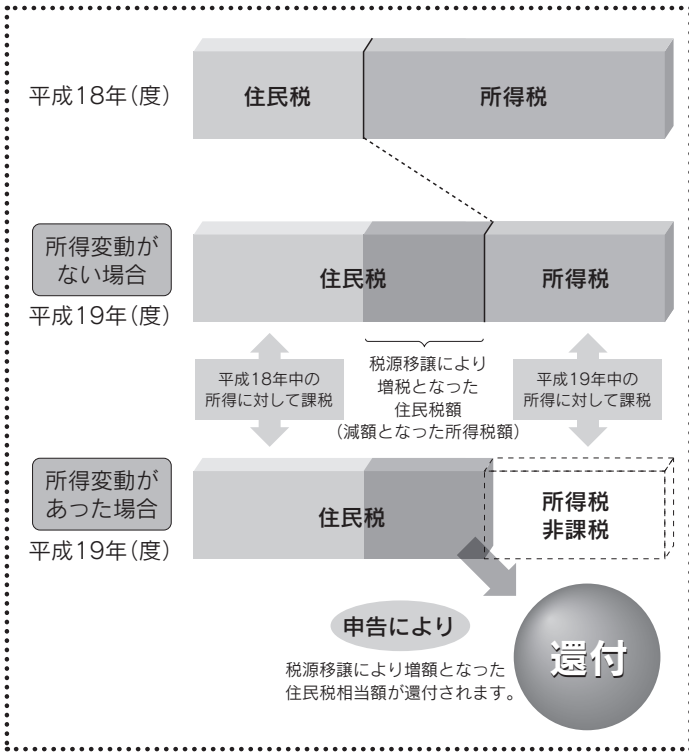 平成18年（度）
住民税
所得税
所得変動が
ない場合
平成19年（度）
住民税
所得税
平成18年中の
所得に対して課税
税源移譲により
増税となった
住民税額
（減額となった所得税額）
平成19年中の
所得に対して課税
所得変動が
あった場合
平成19年（度）
住民税
所得税
非課税
申告により
税源移譲により増額となった
住民税相当額が還付されます。
還付